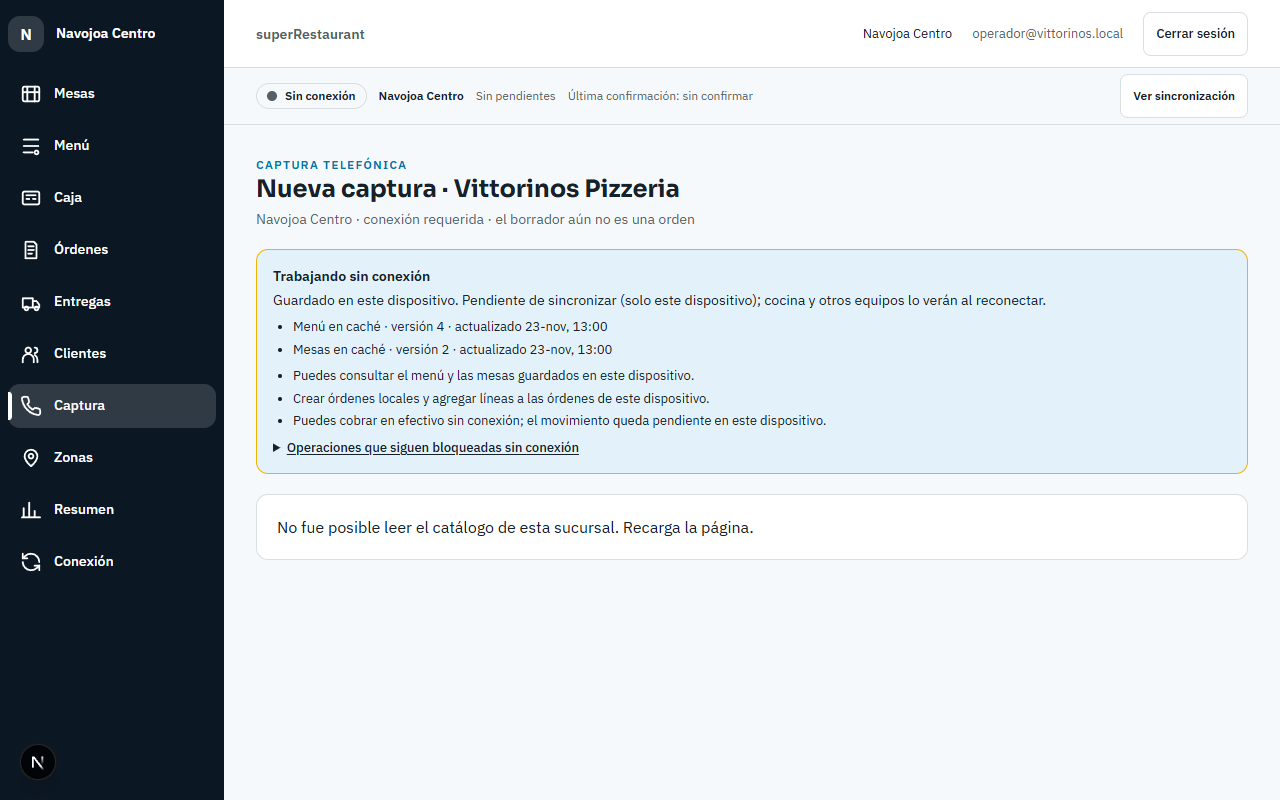 N Navojoa Centro
Mesas
Menú
Caja
Órdenes
Entregas
Clientes
Captura
Zonas
Resumen
Conexión
N
superRestaurant
Navojoa Centro operador@vittorinos.local Cerrar sesión
Sin conexión Navojoa Centro Sin pendientes Última confirmación: sin confirmar Ver sincronización
CAPTURA TELEFÓNICA
Nueva captura · Vittorinos Pizzeria
Navojoa Centro · conexión requerida · el borrador aún no es una orden
Trabajando sin conexión
Guardado en este dispositivo. Pendiente de sincronizar (solo este dispositivo); cocina y otros equipos lo verán al reconectar.
• Menú en caché · versión 4 · actualizado 23-nov, 13:00
• Mesas en caché · versión 2 · actualizado 23-nov, 13:00
• Puedes consultar el menú y las mesas guardados en este dispositivo.
• Crear órdenes locales y agregar líneas a las órdenes de este dispositivo.
• Puedes cobrar en efectivo sin conexión; el movimiento queda pendiente en este dispositivo.
▶ Operaciones que siguen bloqueadas sin conexión
No fue posible leer el catálogo de esta sucursal. Recarga la página.